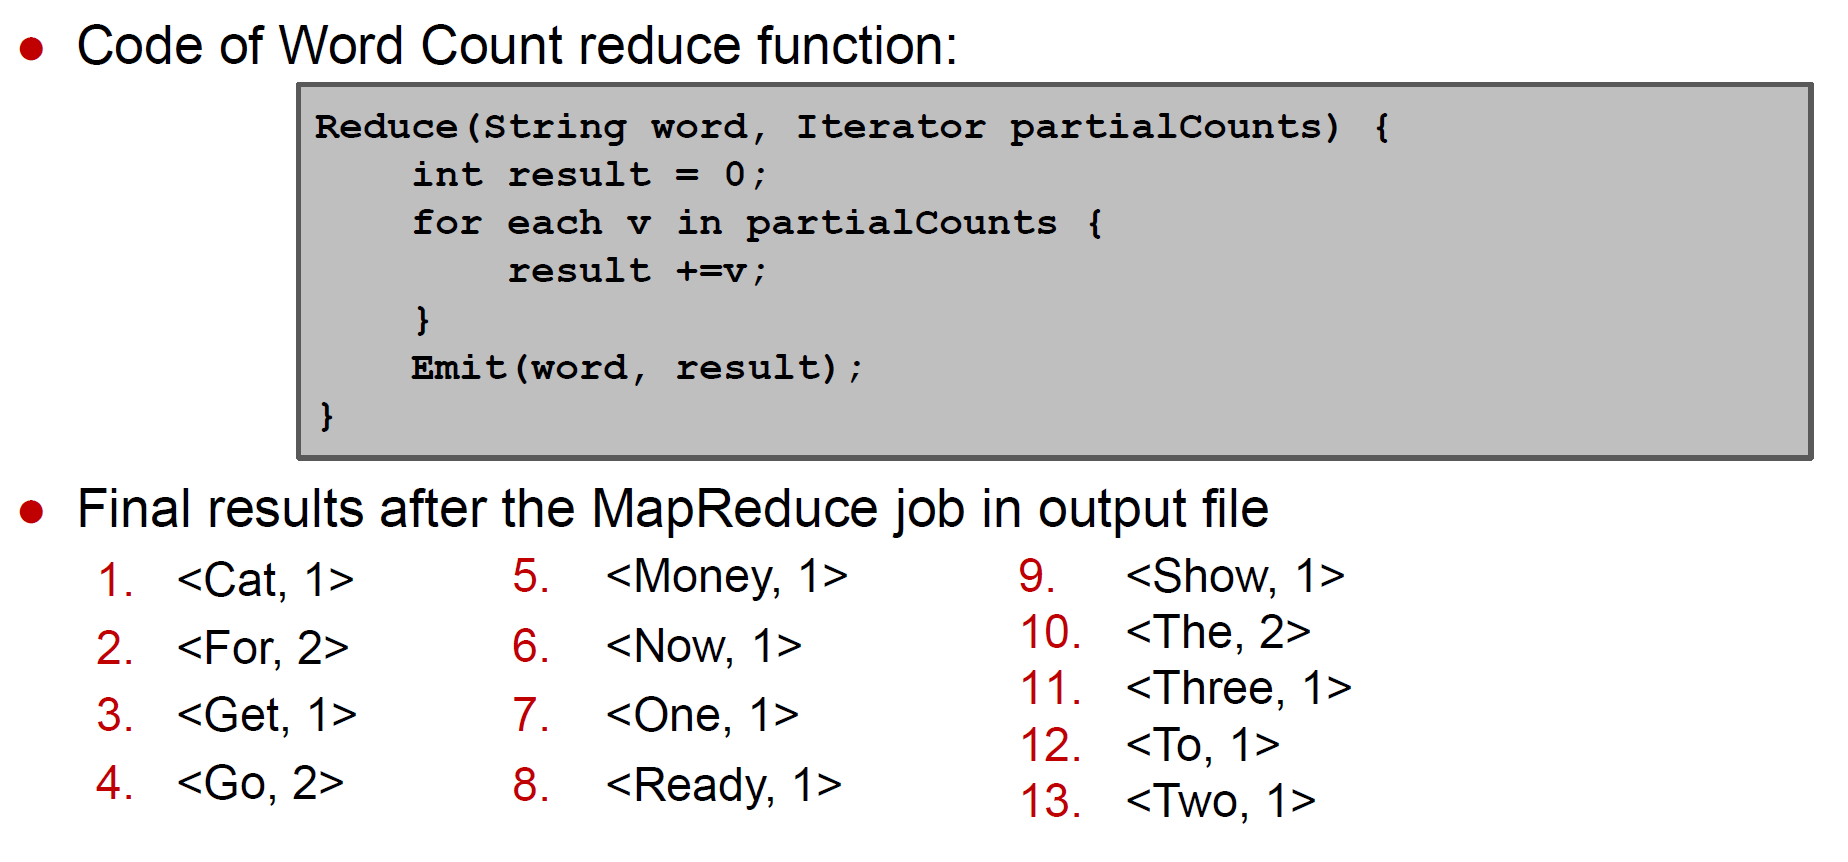 ● Code of Word Count reduce function:
Reduce(String word, Iterator partialCounts) {
    int result = 0;
    for each v in partialCounts {
        result +=v;
    }
    Emit(word, result);
}
● Final results after the MapReduce job in output file
1. <Cat, 1>
2. <For, 2>
3. <Get, 1>
4. <Go, 2>
5. <Money, 1>
6. <Now, 1>
7. <One, 1>
8. <Ready, 1>
9. <Show, 1>
10. <The, 2>
11. <Three, 1>
12. <To, 1>
13. <Two, 1>